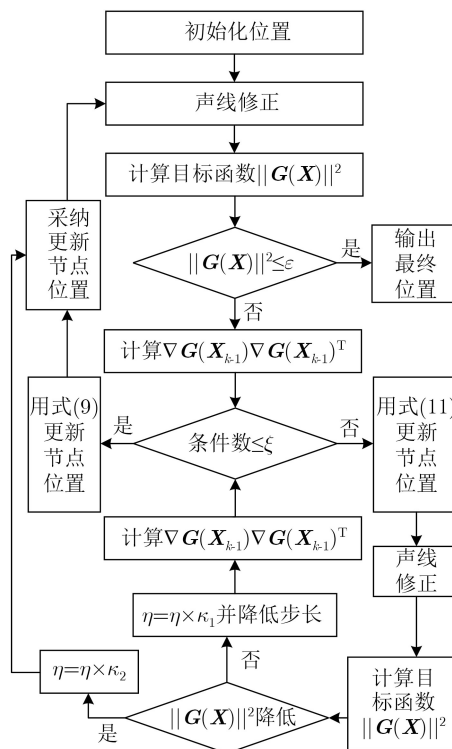 初始化位置
声线修正
计算目标函数||G(X)||²
采纳
更新
节点
位置
||G(X)||²≤ε
是
输出
最终
位置
否
计算∇G(Xₖ₋₁)∇G(Xₖ₋₁)ᵀ
用式(9)
更新
节点
位置
是
条件数≤ξ
否
用式(11)
更新
节点
位置
计算∇G(Xₖ₋₁)∇G(Xₖ₋₁)ᵀ
声线
修正
η=η×κ₁并降低步长
否
η=η×κ₂
计算目
标函数
||G(X)||²
是
||G(X)||²降低